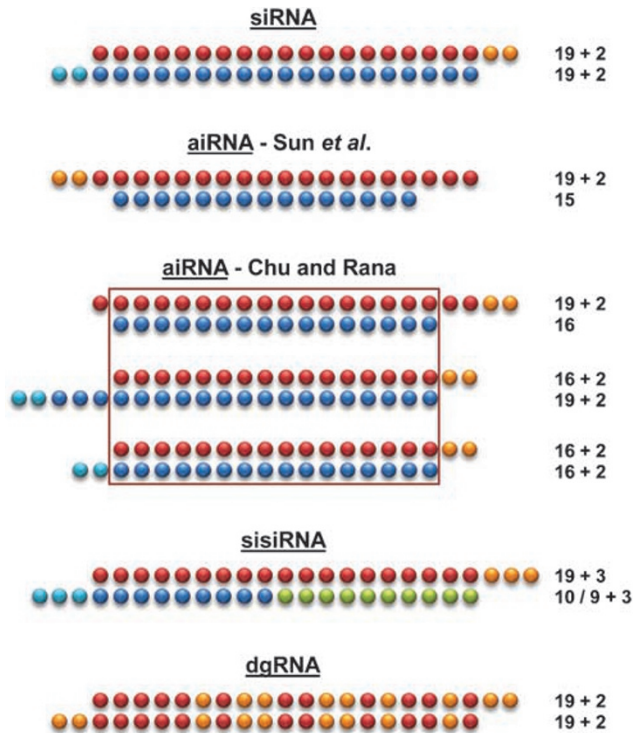 siRNA
19 + 2
19 + 2
aiRNA - Sun et al.
19 + 2
15
aiRNA - Chu and Rana
19 + 2
16
16 + 2
19 + 2
16 + 2
16 + 2
sisiRNA
19 + 3
10 / 9 + 3
dgRNA
19 + 2
19 + 2